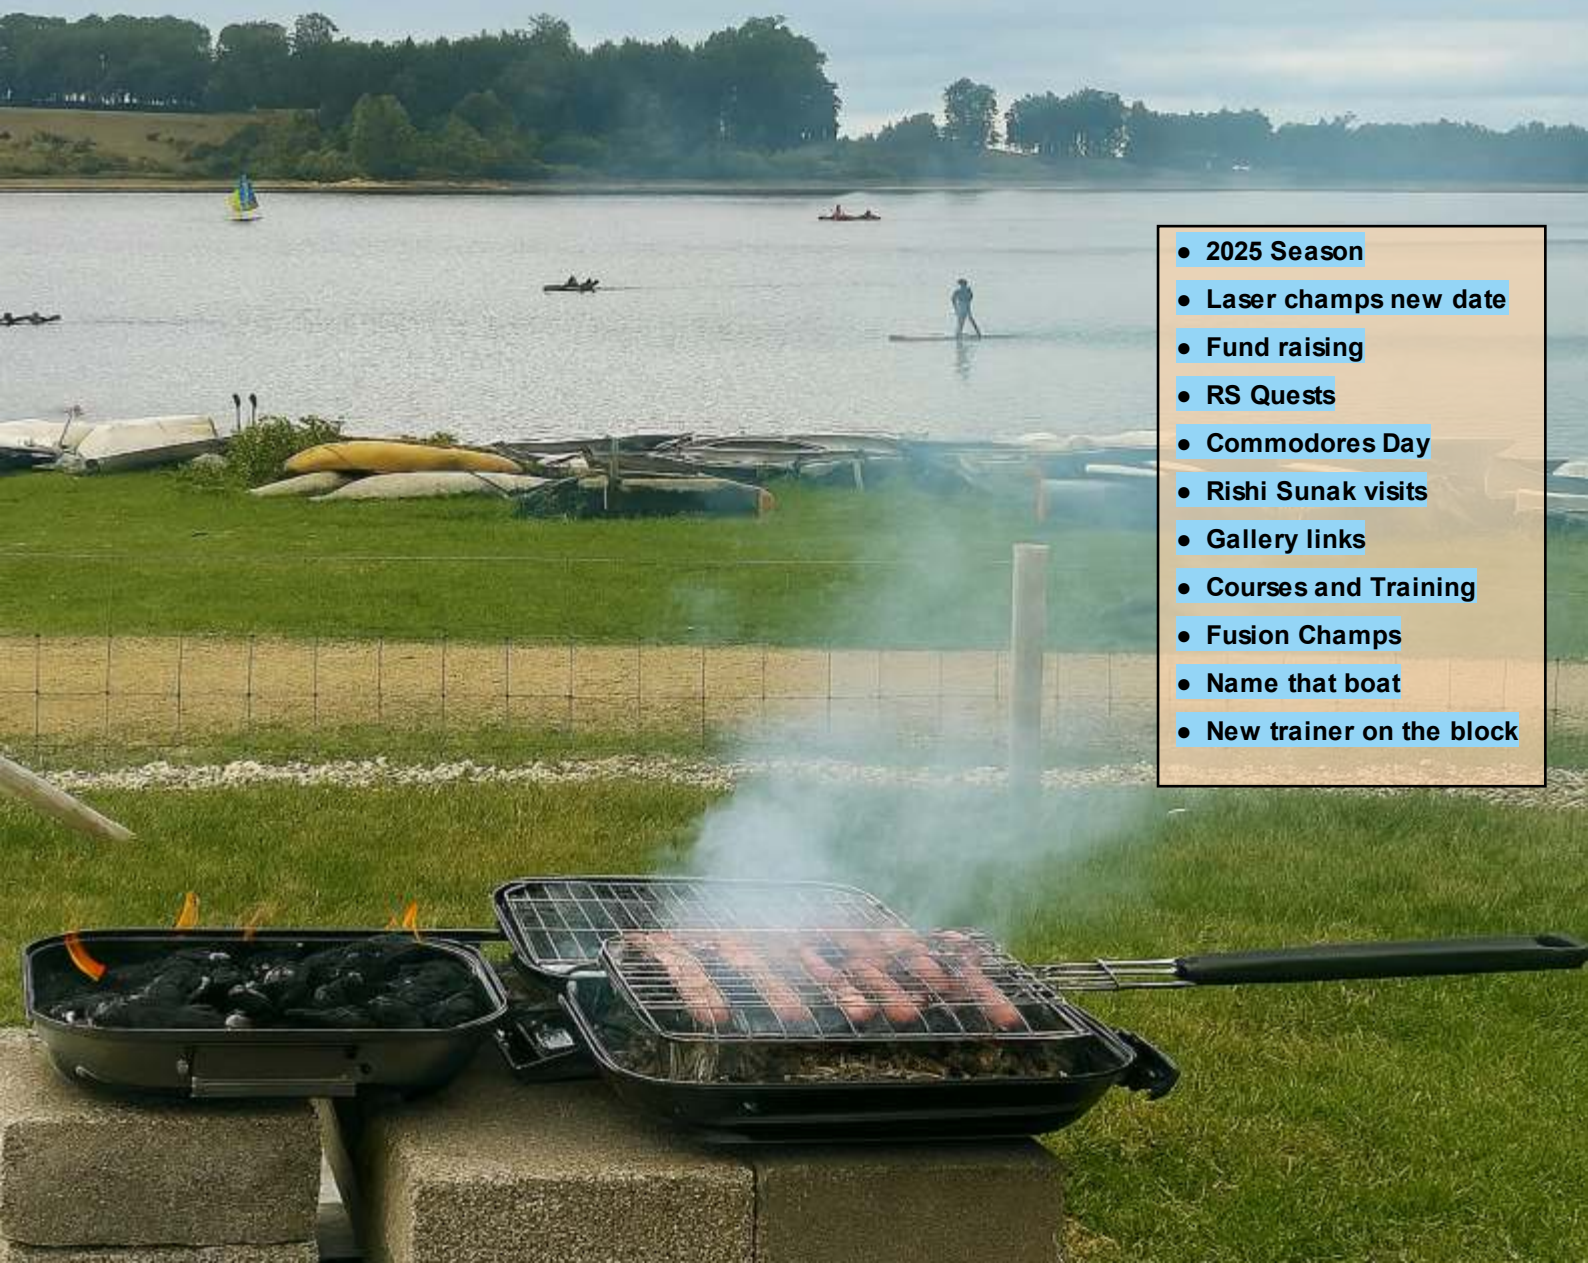 ● 2025 Season
● Laser champs new date
● Fund raising
● RS Quests
● Commodores Day
● Rishi Sunak visits
● Gallery links
● Courses and Training
● Fusion Champs
● Name that boat
● New trainer on the block